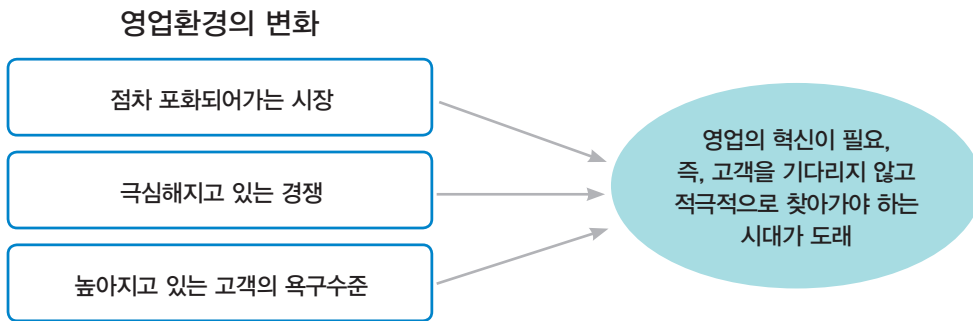 영업환경의 변화
점차 포화되어가는 시장
극심해지고 있는 경쟁
높아지고 있는 고객의 욕구수준
영업의 혁신이 필요,
즉, 고객을 기다리지 않고
적극적으로 찾아가야 하는
시대가 도래